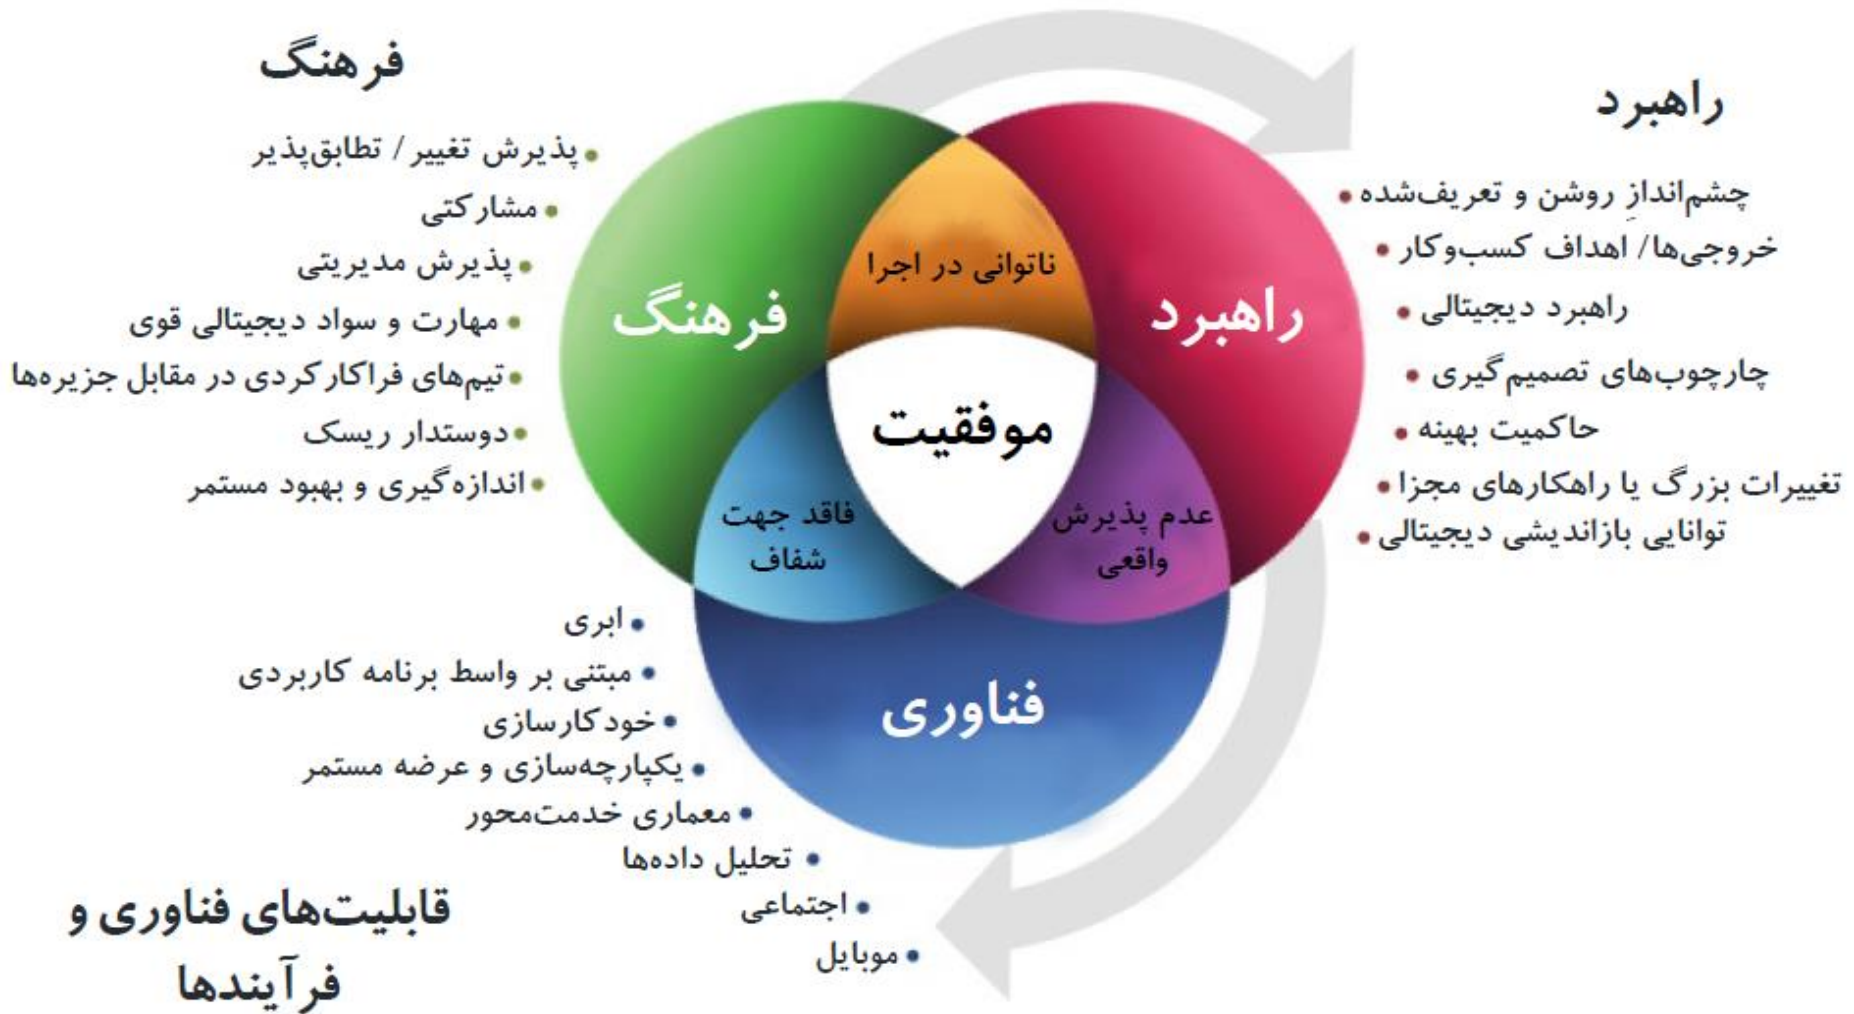 راهبرد
چشم‌اندازِ روشن و تعریف‌شده
خروجی‌ها/ اهداف کسب‌وکار
راهبرد دیجیتالی
چارچوب‌های تصمیم‌گیری
حاکمیت بهینه
تغییرات بزرگ یا راهکارهای مجزا
توانایی بازاندیشی دیجیتالی
فرهنگ
پذیرش تغییر / تطابق‌پذیر
مشارکتی
پذیرش مدیریتی
مهارت و سواد دیجیتالی قوی
تیم‌های فراکارکردی در مقابل جزیره‌ها
دوستدار ریسک
اندازه‌گیری و بهبود مستمر
ناتوانی در اجرا
راهبرد
فرهنگ
موفقیت
عدم پذیرش
واقعی
فاقد جهت
شفاف
فناوری
ابری
مبتنی بر واسط برنامه کاربردی
خودکارسازی
یکپارچه‌سازی و عرضه مستمر
معماری خدمت‌محور
تحلیل داده‌ها
اجتماعی
موبایل
قابلیت‌های فناوری و
فرآیندها